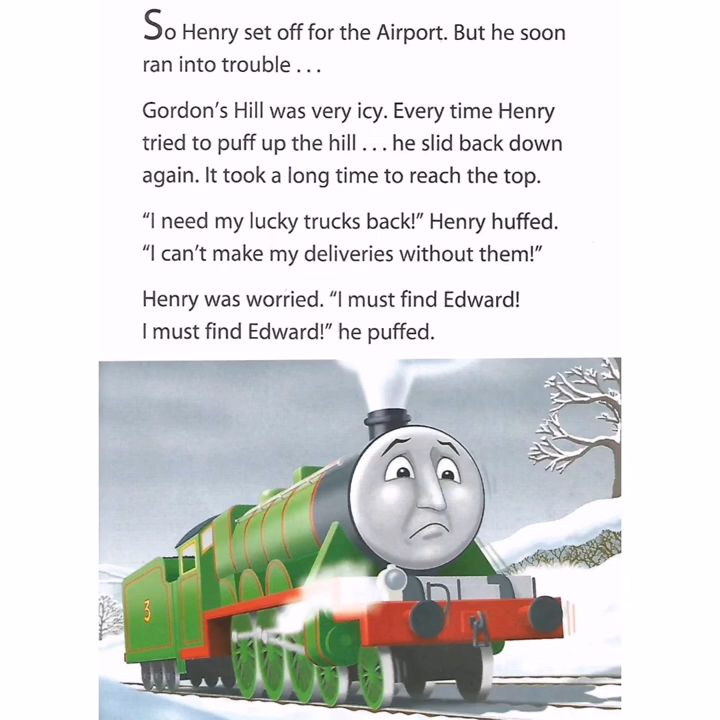 So Henry set off for the Airport. But he soon
ran into trouble . . .
Gordon's Hill was very icy. Every time Henry
tried to puff up the hill . . . he slid back down
again. It took a long time to reach the top.
“I need my lucky trucks back!” Henry huffed.
“I can't make my deliveries without them!”
Henry was worried. “I must find Edward!
I must find Edward!” he puffed.
3